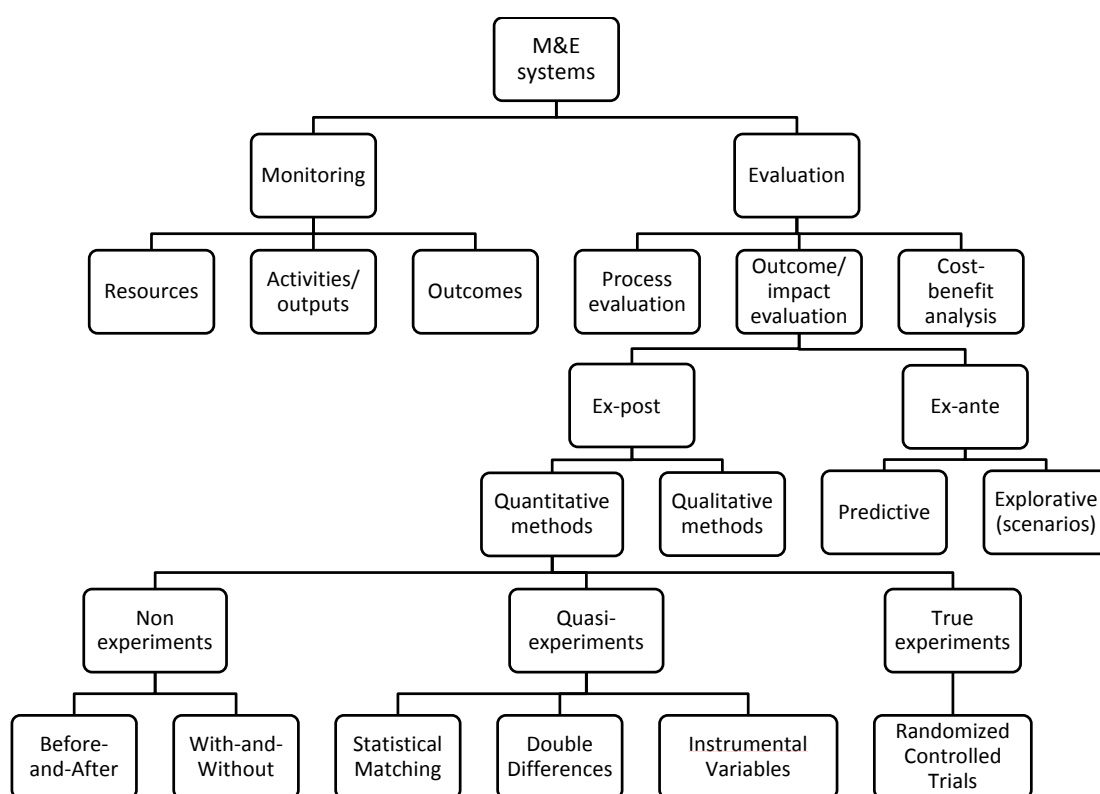 M&E
systems
Monitoring
Evaluation
Resources
Activities/
outputs
Outcomes
Process
evaluation
Outcome/
impact
evaluation
Cost-
benefit
analysis
Ex-post
Ex-ante
Quantitative
methods
Qualitative
methods
Predictive
Explorative
(scenarios)
Non
experiments
Quasi-
experiments
True
experiments
Before-
and-After
With-and-
Without
Statistical
Matching
Double
Differences
Instrumental
Variables
Randomized
Controlled
Trials